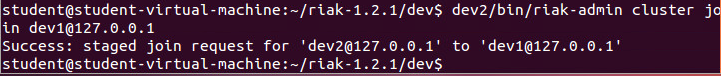 student@student-virtual-machine:~/riak-1.2.1/dev$ dev2/bin/riak-admin cluster jo
in dev1@127.0.0.1
Success: staged join request for 'dev2@127.0.0.1' to 'dev1@127.0.0.1'
student@student-virtual-machine:~/riak-1.2.1/dev$